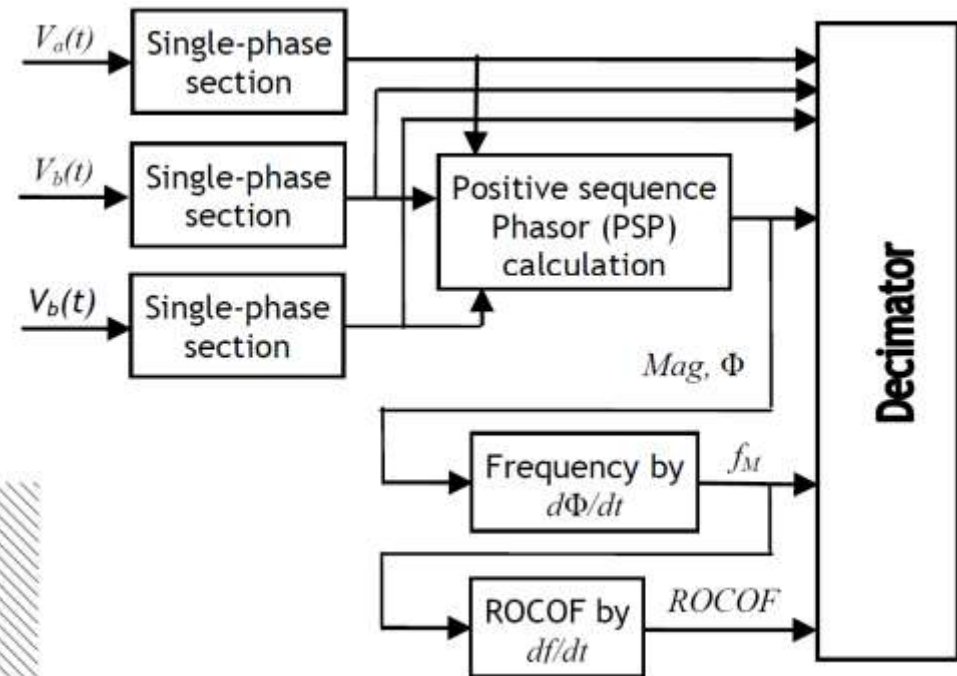 Va(t)
Single-phase
section
Vb(t)
Single-phase
section
Vb(t)
Single-phase
section
Positive sequence
Phasor (PSP)
calculation
Mag, Φ
Frequency by
dΦ/dt
fM
ROCOF by
df/dt
ROCOF
Decimator